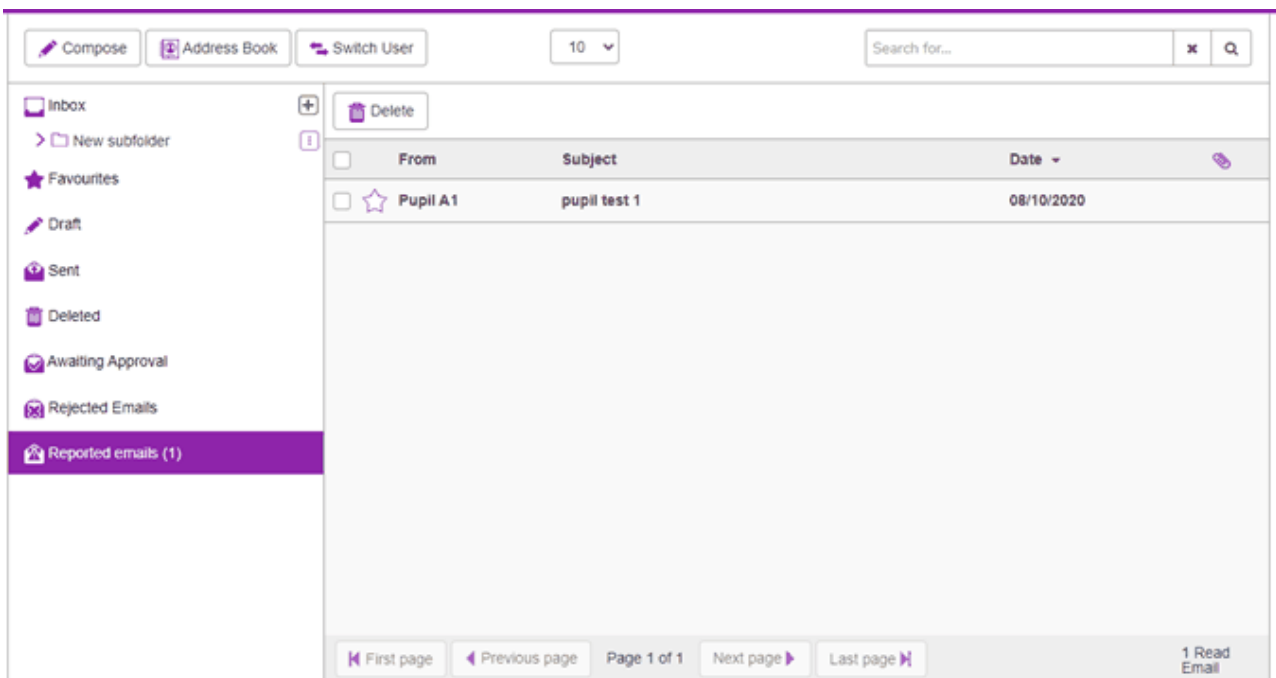 Compose Address Book Switch User 10 Search for...
Inbox
New subfolder
Favourites
Draft
Sent
Deleted
Awaiting Approval
Rejected Emails
Reported emails (1)
Delete
From Subject Date
Pupil A1 pupil test 1 08/10/2020
First page Previous page Page 1 of 1 Next page Last page 1 Read
Email